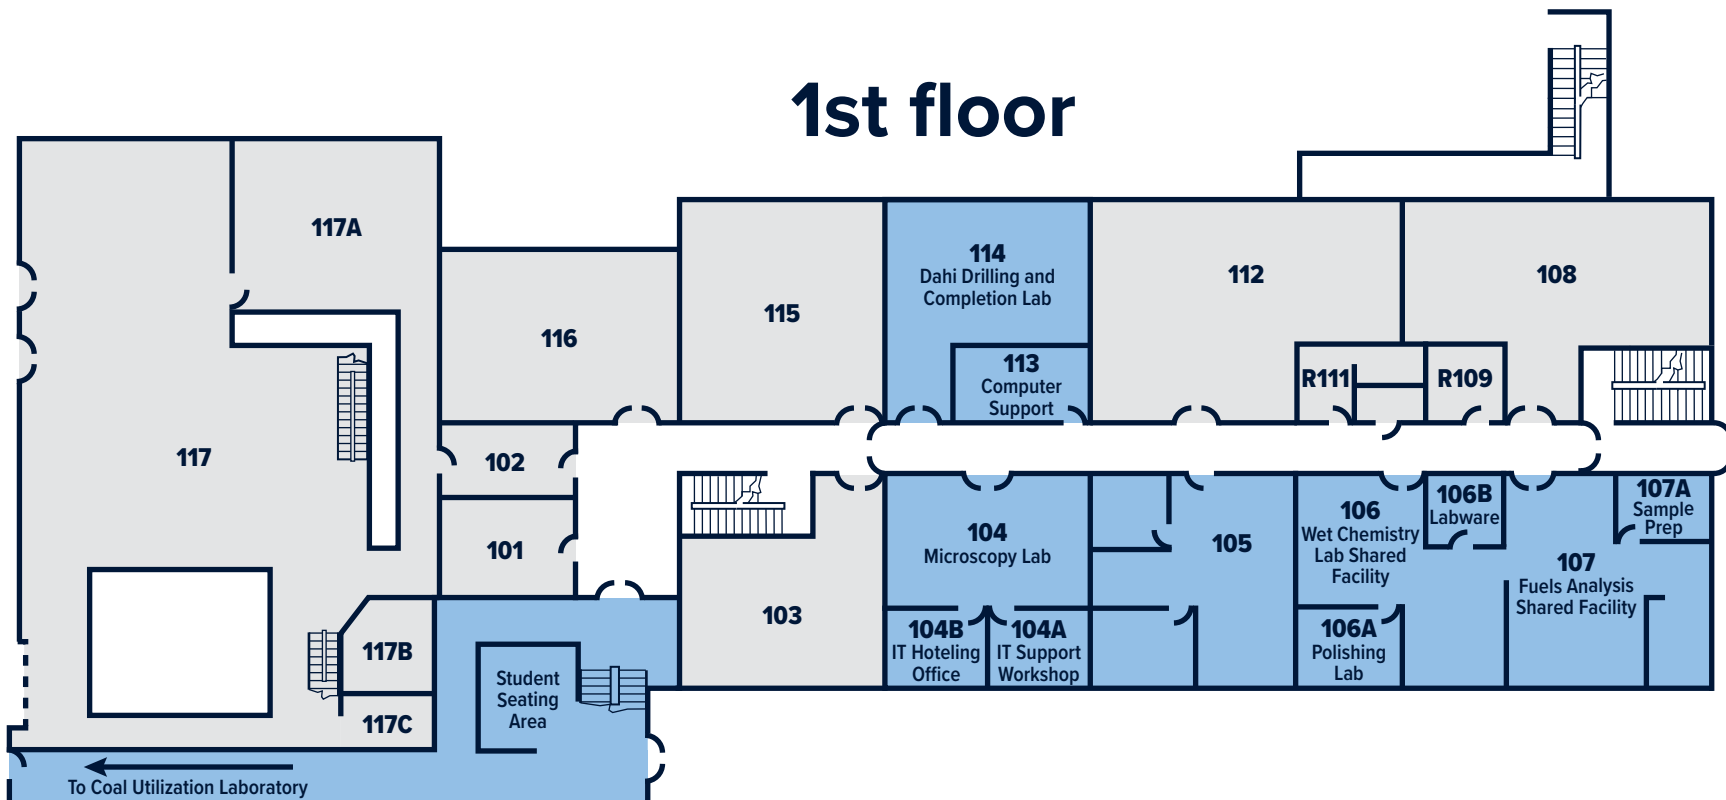 1st floor
117A
114
Dahi Drilling and
Completion Lab
112
108
115
116
113
Computer
Support
R111
R109
117
102
101
104
Microscopy Lab
105
106
Wet Chemistry
Lab Shared
Facility
106B
Labware
107A
Sample
Prep
107
Fuels Analysis
Shared Facility
103
104B
IT Hoteling
Office
104A
IT Support
Workshop
106A
Polishing
Lab
117B
117C
Student
Seating
Area
To Coal Utilization Laboratory